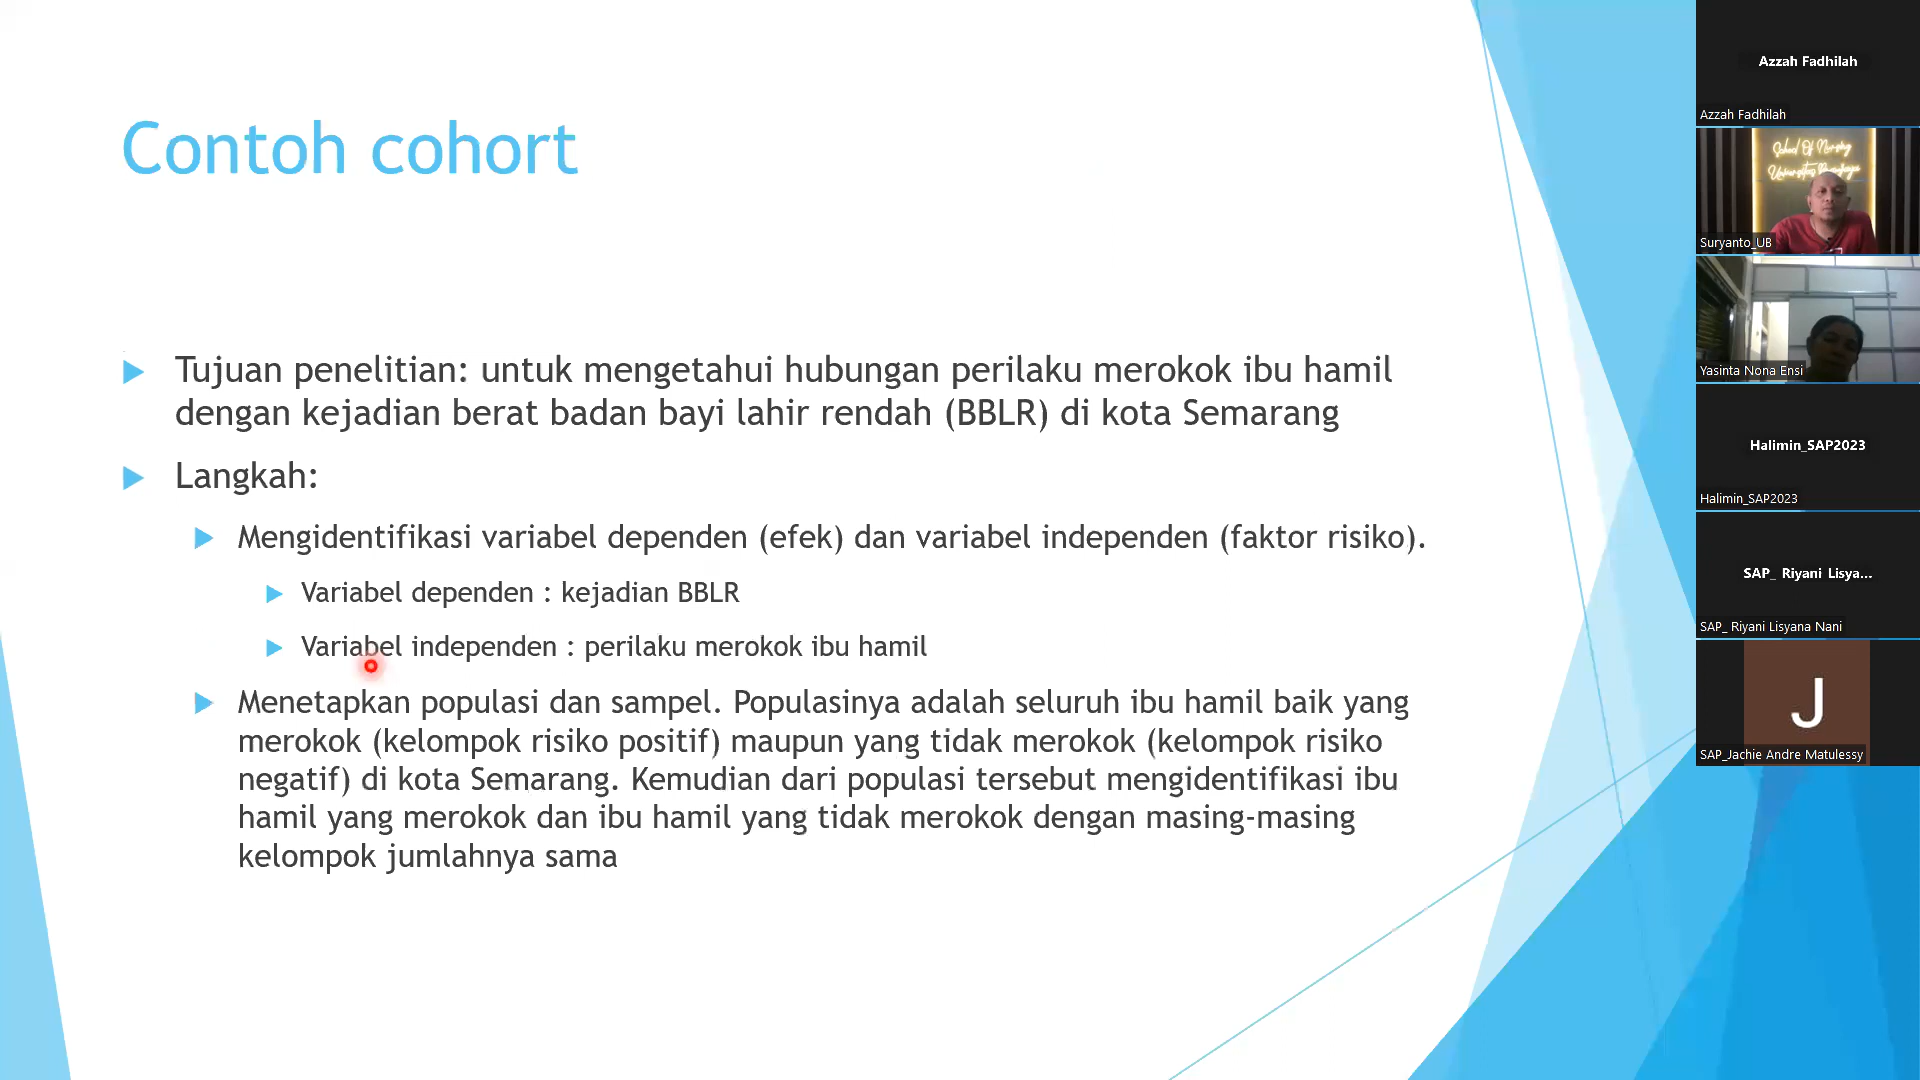 Contoh cohort
Tujuan penelitian: untuk mengetahui hubungan perilaku merokok ibu hamil
dengan kejadian berat badan bayi lahir rendah (BBLR) di kota Semarang
Langkah:
Mengidentifikasi variabel dependen (efek) dan variabel independen (faktor risiko).
Variabel dependen : kejadian BBLR
Variabel independen : perilaku merokok ibu hamil
Menetapkan populasi dan sampel. Populasinya adalah seluruh ibu hamil baik yang
merokok (kelompok risiko positif) maupun yang tidak merokok (kelompok risiko
negatif) di kota Semarang. Kemudian dari populasi tersebut mengidentifikasi ibu
hamil yang merokok dan ibu hamil yang tidak merokok dengan masing-masing
kelompok jumlahnya sama
Azzah Fadhilah
Azzah Fadhilah
School Of Nursing
Suryanto_UB
Yasinta Nona Ensi
Halimin_SAP2023
Halimin_SAP2023
SAP_ Riyani Lisya...
SAP_ Riyani Lisyana Nani
J
SAP_Jachie Andre Matulessy